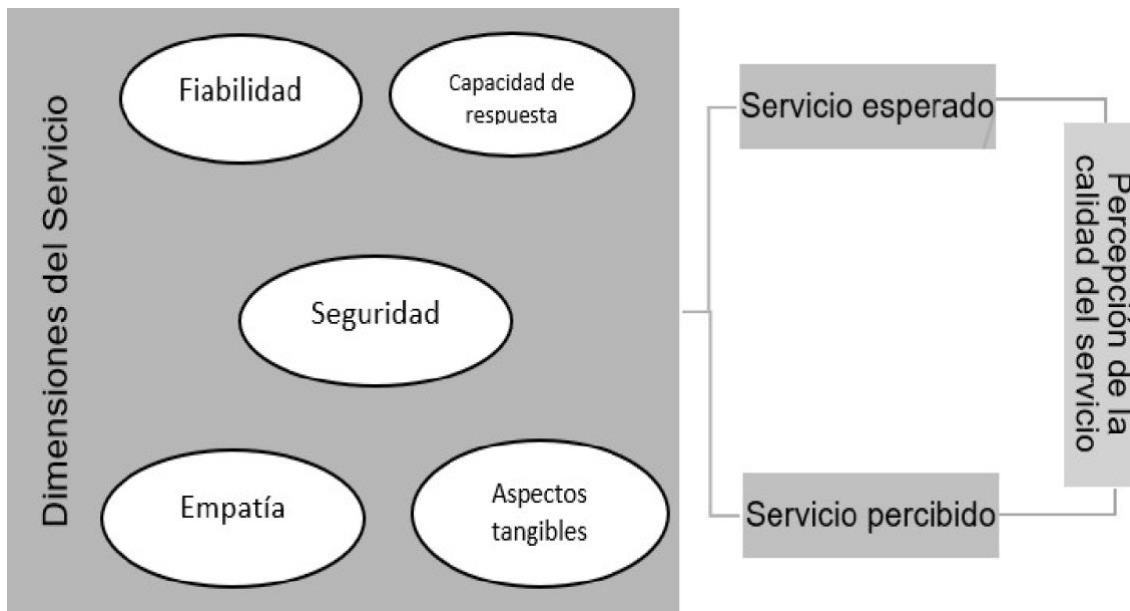 Dimensiones del Servicio
Fiabilidad
Capacidad de
respuesta
Seguridad
Empatía
Aspectos
tangibles
Servicio esperado
Servicio percibido
Percepción de la
calidad del servicio